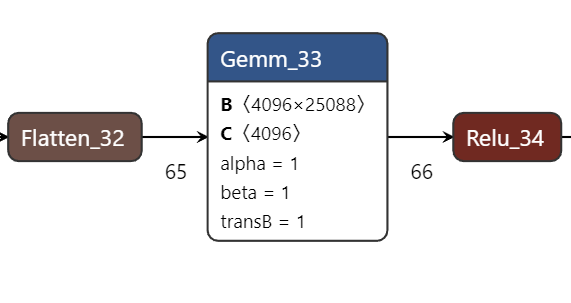 Flatten_32
65
Gemm_33
B 〈4096×25088〉
C 〈4096〉
alpha = 1
beta = 1
transB = 1
66
Relu_34